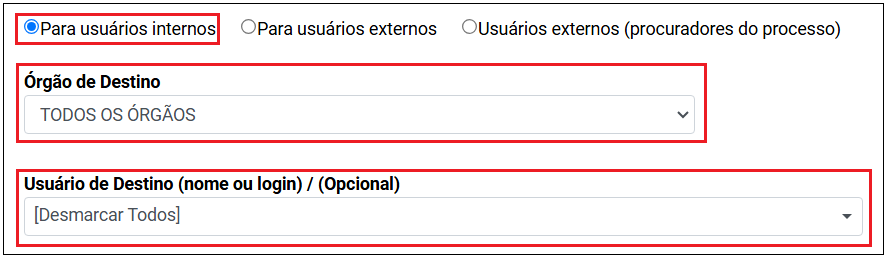 Para usuários internos Para usuários externos Usuários externos (procuradores do processo)
Órgão de Destino
TODOS OS ÓRGÃOS
Usuário de Destino (nome ou login) / (Opcional)
[Desmarcar Todos]